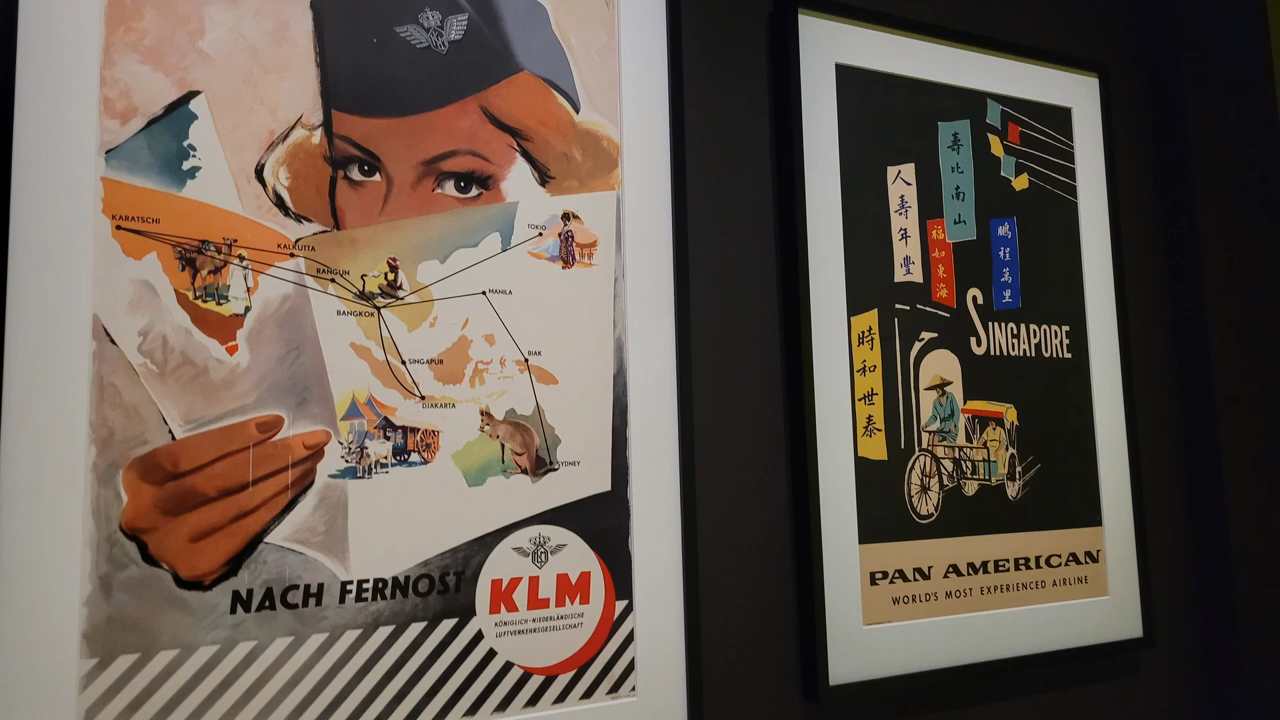 KARATSCHI
KALKUTTA
RANGUN
BANGKOK
TOKIO
MANILA
SINGAPUR
BIAK
DJAKARTA
SYDNEY
NACH FERNOST
KLM
KÖNIGLICH-NIEDERLÄNDISCHE
LUFTVERKEHRSGESELLSCHAFT
壽比南山
人壽年豐
福如東海
鵬程萬里
時和世泰
SINGAPORE
PAN AMERICAN
WORLD'S MOST EXPERIENCED AIRLINE